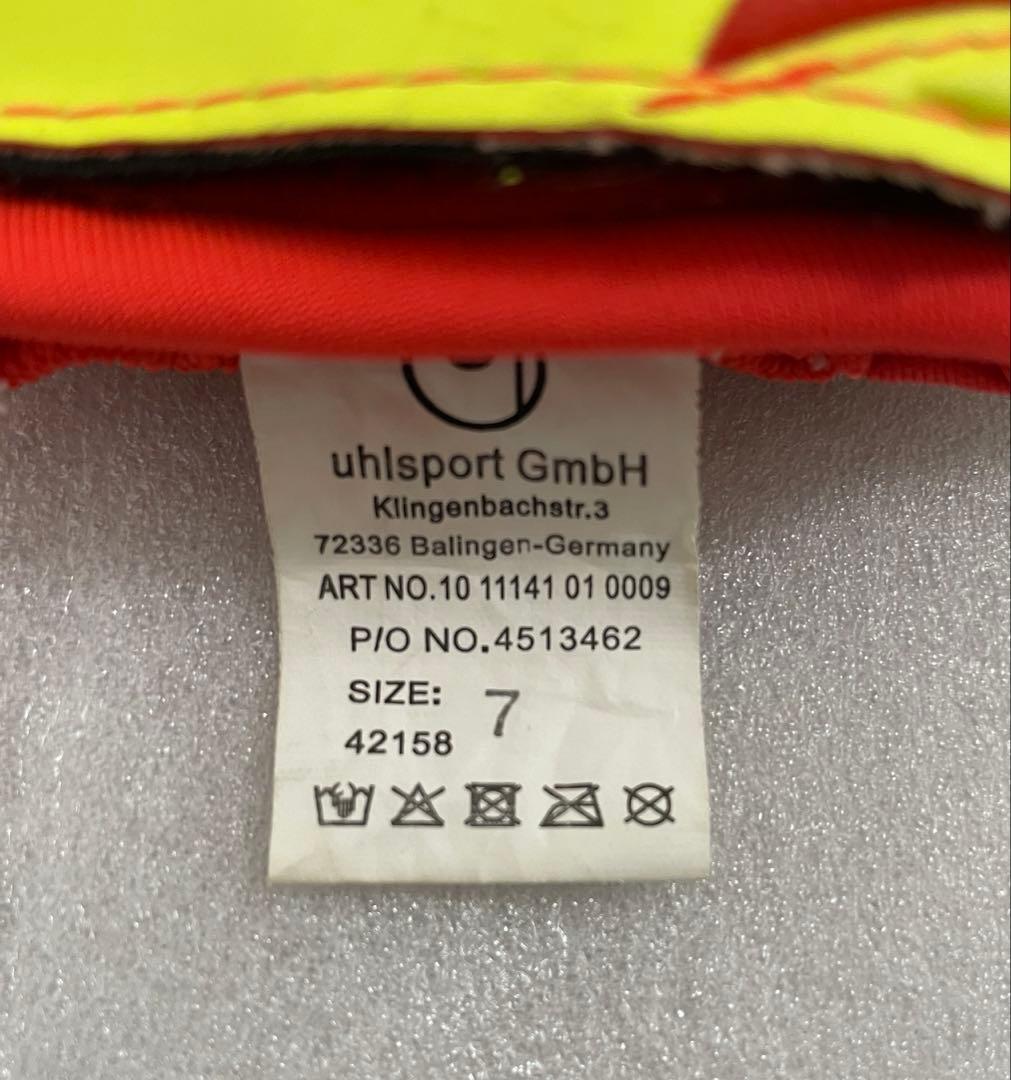 uhlsport GmbH
Klingenbachstr.3
72336 Balingen-Germany
ART NO.10 11141 01 0009
P/O NO.4513462
SIZE: 7
42158